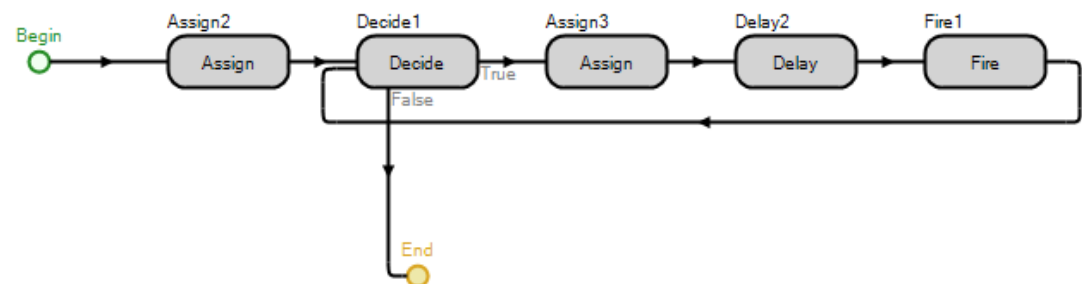 Begin
Assign2
Assign
Decide1
Decide
True
False
Assign3
Assign
Delay2
Delay
Fire1
Fire
End